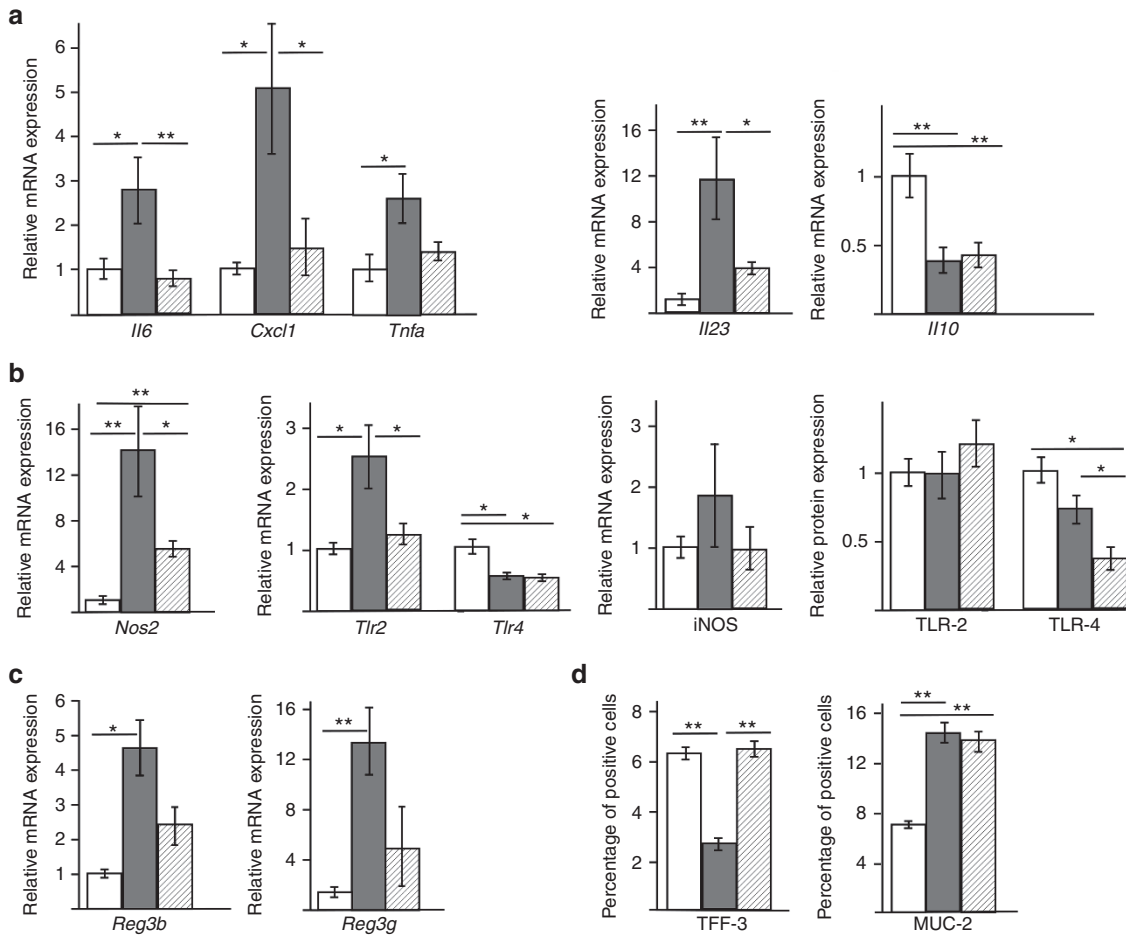 a
Relative mRNA expression
6
5
4
3
2
1
* **
* *
*
Il6 Cxcl1 Tnfa
Relative mRNA expression
16
12
8
4
** *
Il23
Relative mRNA expression
1
0.5
**
**
Il10
b
Relative mRNA expression
16
12
8
4
**
** *
Nos2
Relative mRNA expression
3
2
1
* *
*
*
Tlr2 Tlr4
Relative mRNA expression
3
2
1
iNOS
Relative protein expression
1
0.5
*
*
TLR-2 TLR-4
c
Relative mRNA expression
6
5
4
3
2
1
*
Reg3b
Relative mRNA expression
16
12
8
4
**
Reg3g
d
Percentage of positive cells
8
6
4
2
** **
TFF-3
Percentage of positive cells
16
12
8
4
**
**
MUC-2